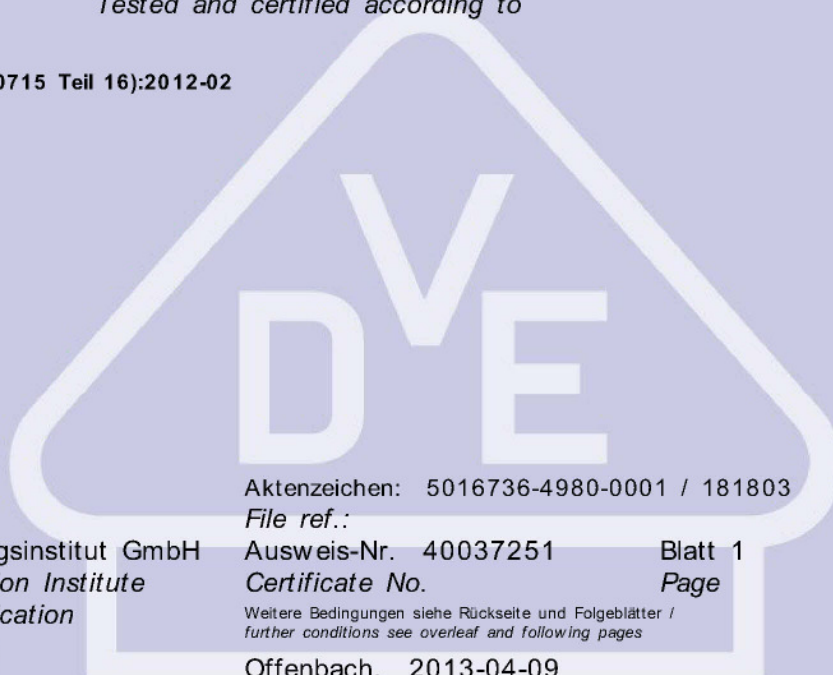 Tested and certified according to
0715 Teil 16):2012-02
VDE
Aktenzeichen: 5016736-4980-0001 / 181803
File ref.:
gsinstitut GmbH Ausweis-Nr. 40037251 Blatt 1
on Institute Certificate No. Page
cation Weitere Bedingungen siehe Rückseite und Folgeblätter /
further conditions see overleaf and following pages
Offenbach, 2013-04-09